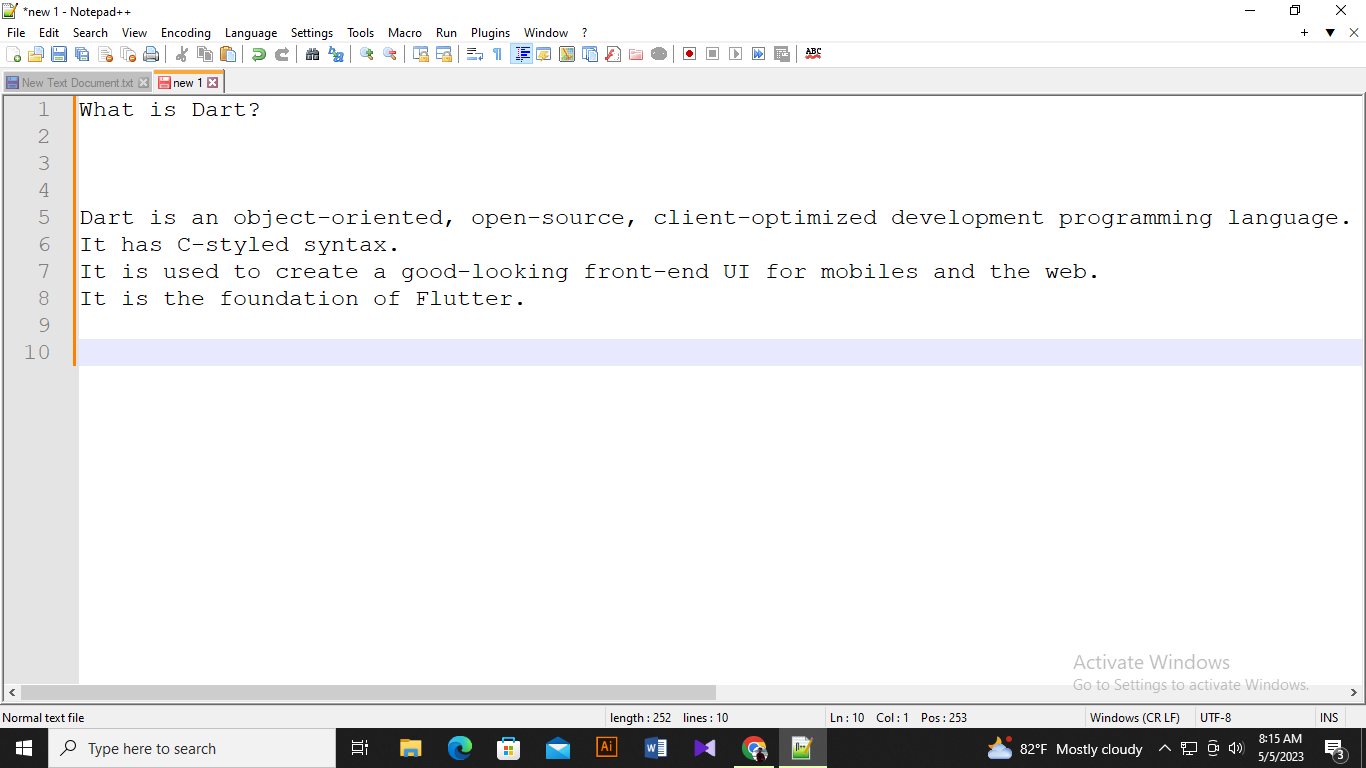 *new 1 - Notepad++
File Edit Search View Encoding Language Settings Tools Macro Run Plugins Window ?
+ ▼ X
ABC
New Text Document.txt new 1
1 What is Dart?
2
3
4
5 Dart is an object-oriented, open-source, client-optimized development programming language.
6 It has C-styled syntax.
7 It is used to create a good-looking front-end UI for mobiles and the web.
8 It is the foundation of Flutter.
9
10
Activate Windows
Go to Settings to activate Windows.
Normal text file length : 252 lines : 10 Ln : 10 Col : 1 Pos : 253 Windows (CR LF) UTF-8 INS
Type here to search Ai 82°F Mostly cloudy 8:15 AM
5/5/2023 3